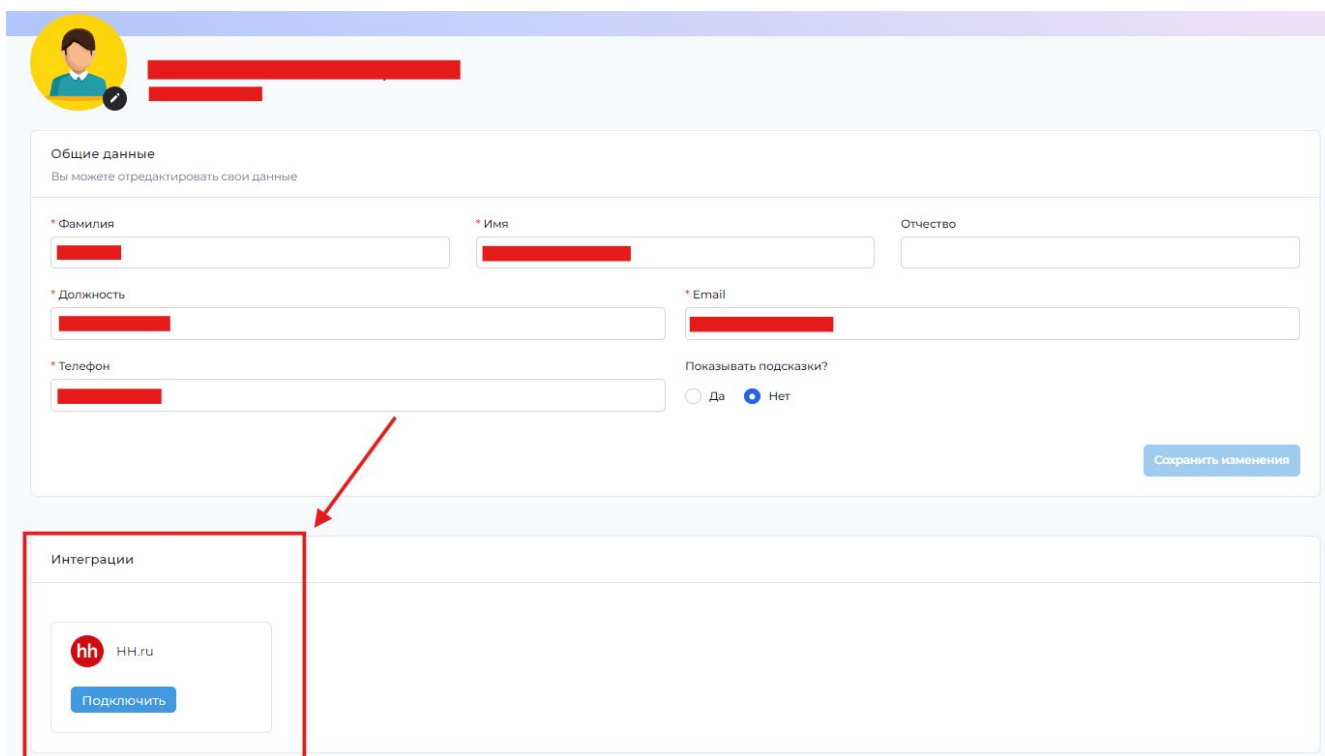 Общие данные
Вы можете отредактировать свои данные
* Фамилия * Имя Отчество
* Должность * Email
* Телефон Показывать подсказки?
Да Нет
Сохранить изменения
Интеграции
hh HH.ru
Подключить